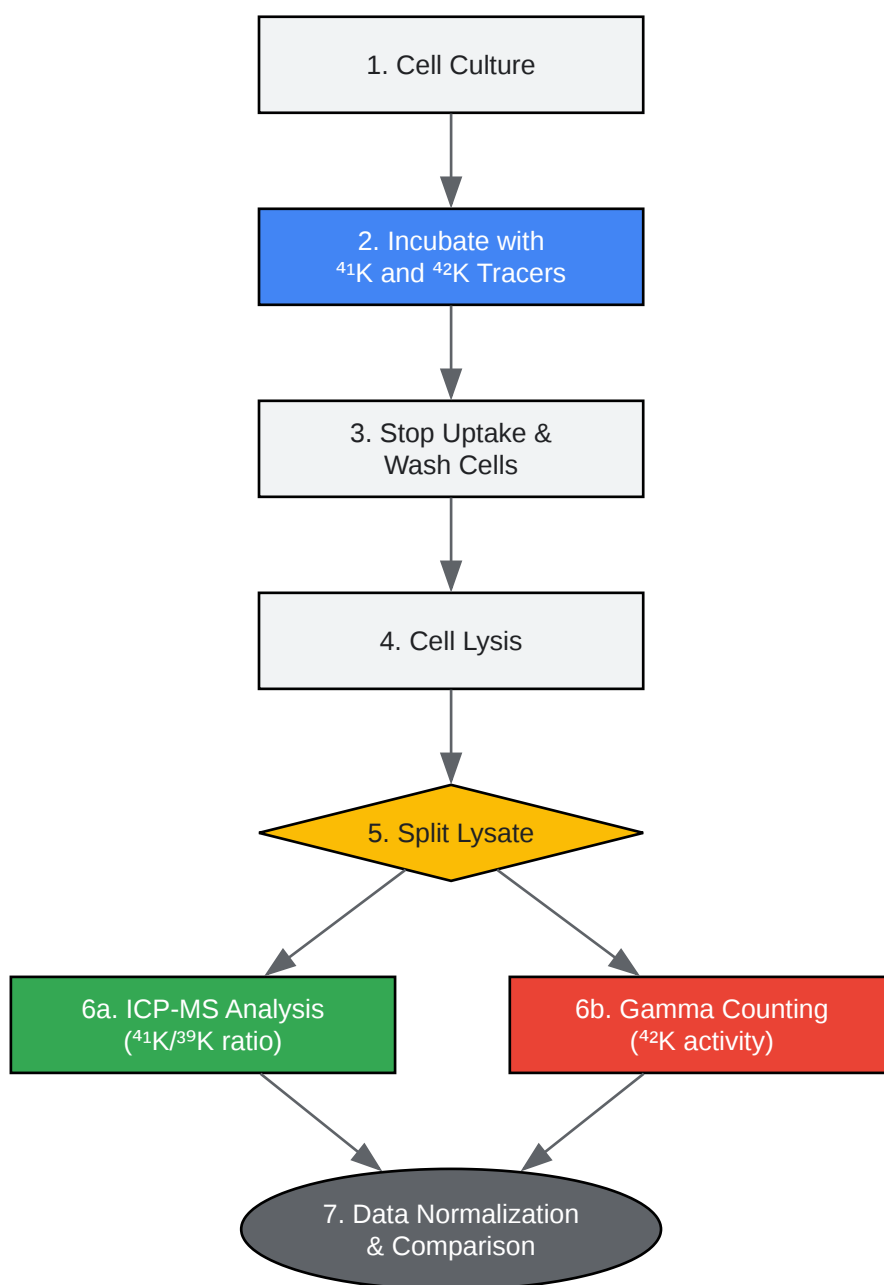 1. Cell Culture
2. Incubate with
⁴¹K and ⁴²K Tracers
3. Stop Uptake &
Wash Cells
4. Cell Lysis
5. Split Lysate
6a. ICP-MS Analysis
(⁴¹K/³⁹K ratio)
6b. Gamma Counting
(⁴²K activity)
7. Data Normalization
& Comparison